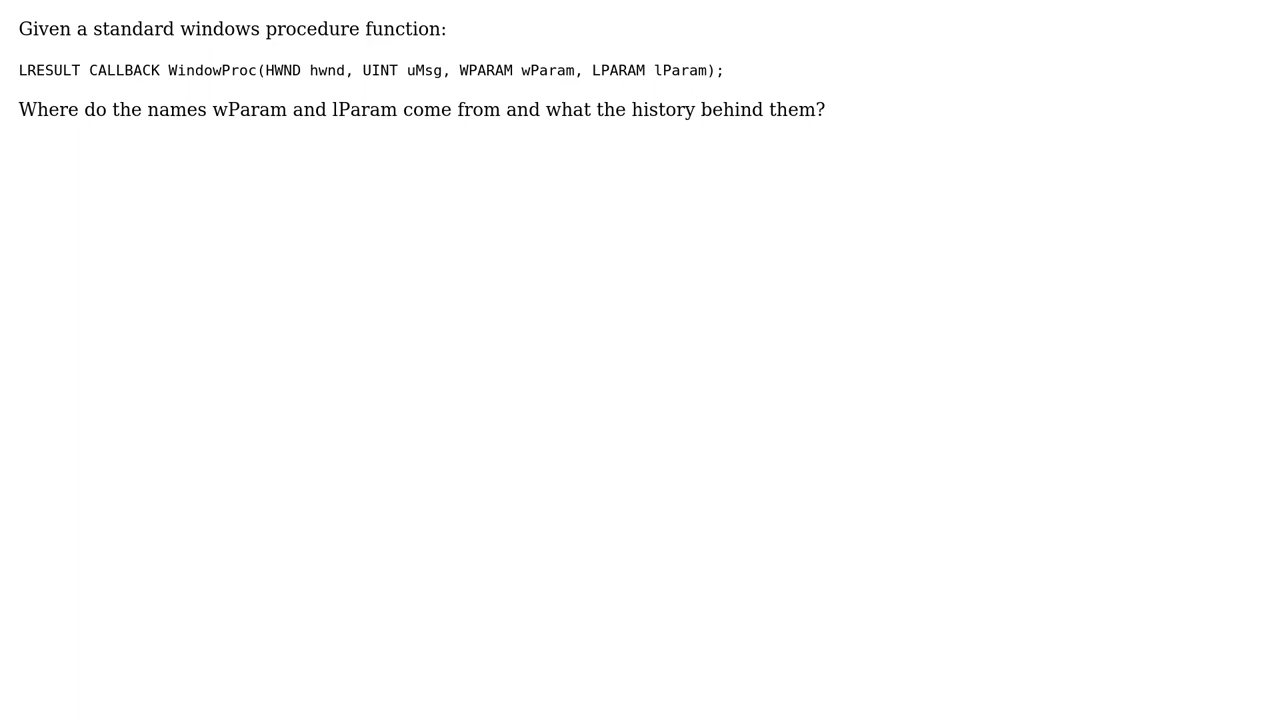 Given a standard windows procedure function:
LRESULT CALLBACK WindowProc(HWND hwnd, UINT uMsg, WPARAM wParam, LPARAM lParam);
Where do the names wParam and lParam come from and what the history behind them?